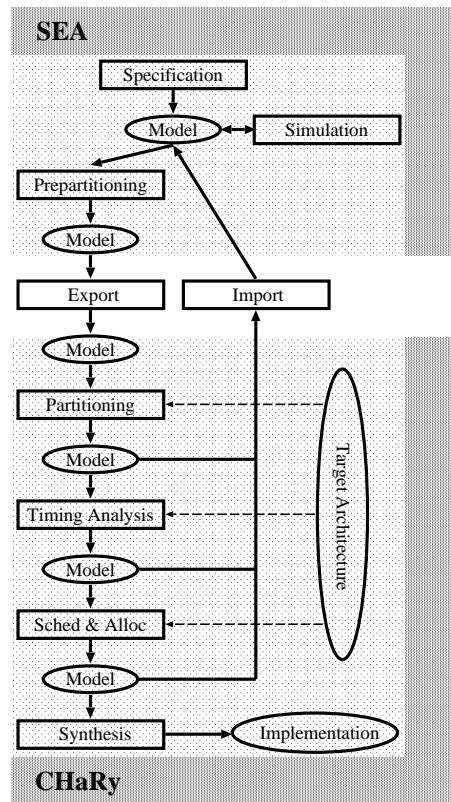 SEA
Specification
Model
Simulation
Prepartitioning
Model
Export
Import
Model
Partitioning
Model
Timing Analysis
Target Architecture
Model
Sched & Alloc
Model
Synthesis
Implementation
CHaRy